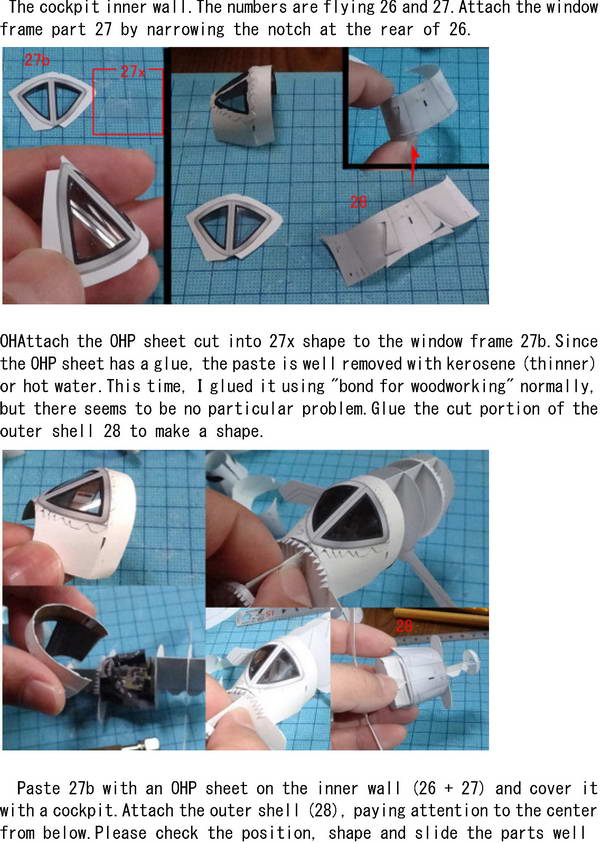 The cockpit inner wall.The numbers are flying 26 and 27.Attach the window
frame part 27 by narrowing the notch at the rear of 26.
27b
27x
28
OHAttach the OHP sheet cut into 27x shape to the window frame 27b.Since
the OHP sheet has a glue, the paste is well removed with kerosene (thinner)
or hot water.This time, I glued it using "bond for woodworking" normally,
but there seems to be no particular problem.Glue the cut portion of the
outer shell 28 to make a shape.
28
Paste 27b with an OHP sheet on the inner wall (26 + 27) and cover it
with a cockpit.Attach the outer shell (28), paying attention to the center
from below.Please check the position, shape and slide the parts well